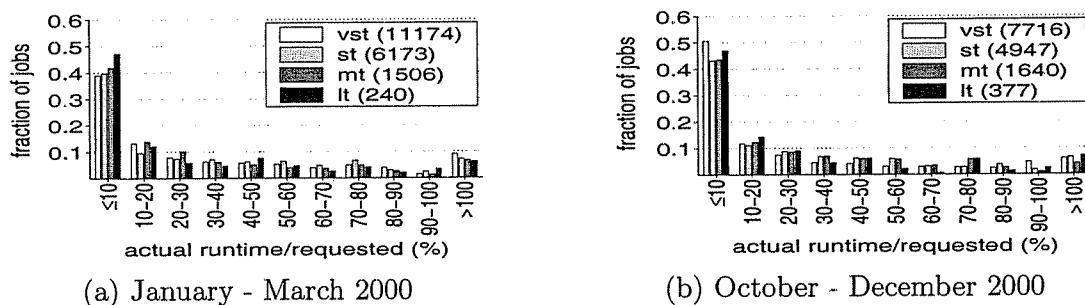 0.6
0.5
0.4
0.3
0.2
0.1
fraction of jobs
vst (11174)
st (6173)
mt (1506)
lt (240)
≤10
10−20
20−30
30−40
40−50
50−60
60−70
70−80
80−90
90−100
>100
actual runtime/requested (%)
(a) January - March 2000
0.6
0.5
0.4
0.3
0.2
0.1
fraction of jobs
vst (7716)
st (4947)
mt (1640)
lt (377)
≤10
10−20
20−30
30−40
40−50
50−60
60−70
70−80
80−90
90−100
>100
actual runtime/requested (%)
(b) October - December 2000